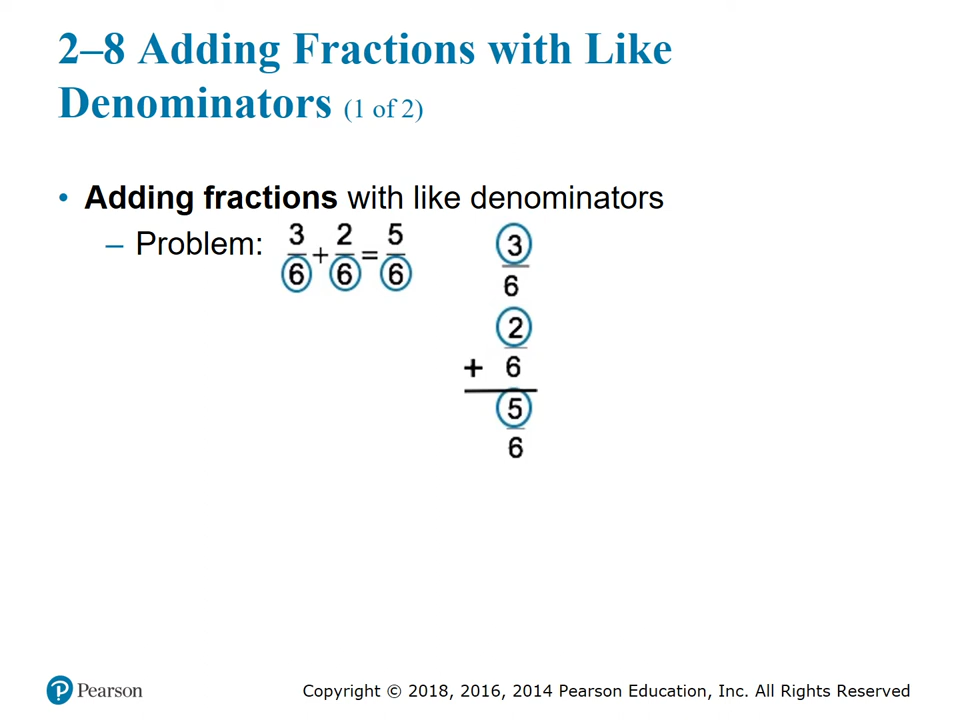 2–8 Adding Fractions with Like
Denominators (1 of 2)
• Adding fractions with like denominators
– Problem: 3/6 + 2/6 = 5/6
3
6
2
+ 6
5
6
Pearson
Copyright © 2018, 2016, 2014 Pearson Education, Inc. All Rights Reserved